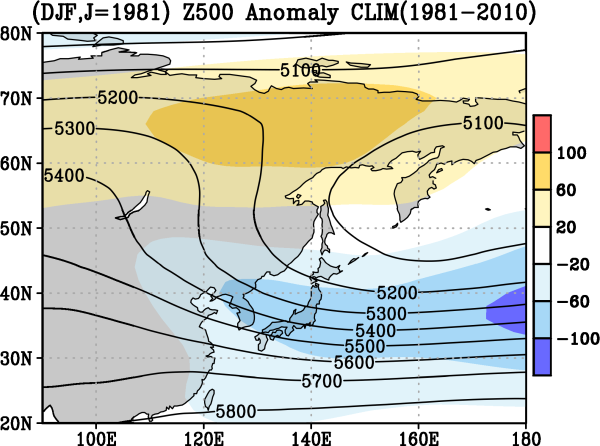 (DJF,J=1981) Z500 Anomaly CLIM(1981−2010)
80N
70N
60N
50N
40N
30N
20N
5100
5200
5300
5100
5400
5200
5300
5400
5500
5600
5700
5800
100E
120E
140E
160E
180
100
60
20
−20
−60
−100